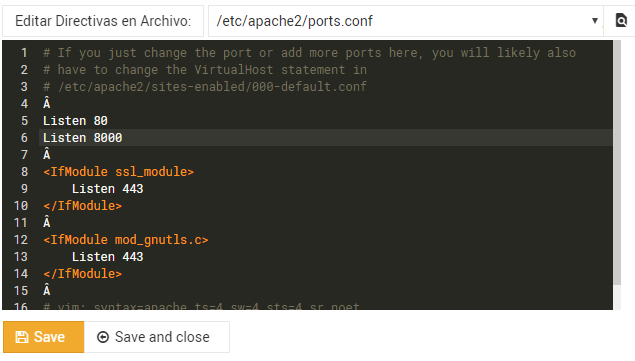 Editar Directivas en Archivo: /etc/apache2/ports.conf
1 # If you just change the port or add more ports here, you will likely also
2 # have to change the VirtualHost statement in
3 # /etc/apache2/sites-enabled/000-default.conf
4 Â
5 Listen 80
6 Listen 8000
7 Â
8 <IfModule ssl_module>
9 Listen 443
10 </IfModule>
11 Â
12 <IfModule mod_gnutls.c>
13 Listen 443
14 </IfModule>
15 Â
16 # vim: syntax=apache ts=4 sw=4 sts=4 sr noet
Save Save and close